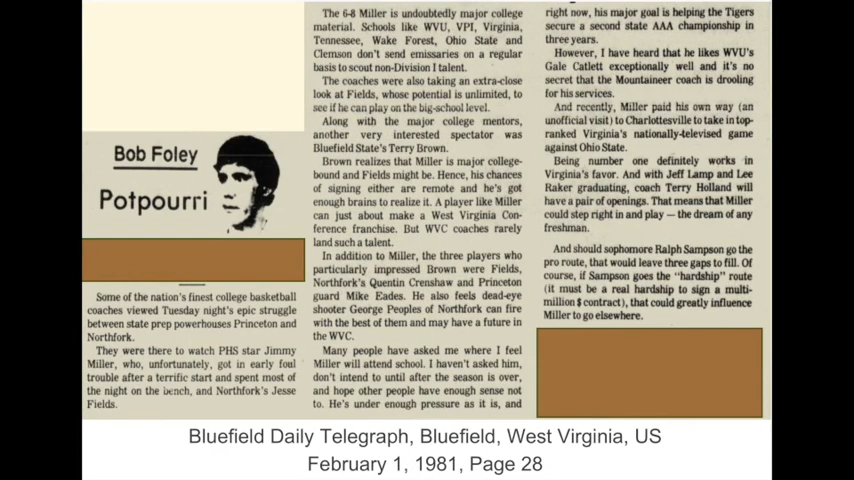 Bob Foley
Potpourri
Some of the nation's finest college basketball
coaches viewed Tuesday night's epic struggle
between state prep powerhouses Princeton and
Northfork.
They were there to watch PHS star Jimmy
Miller, who, unfortunately, got in early foul
trouble after a terrific start and spent most of
the night on the bench, and Northfork's Jesse
Fields.
The 6-8 Miller is undoubtedly major college
material. Schools like WVU, VPI, Virginia,
Tennessee, Wake Forest, Ohio State and
Clemson don't send emissaries on a regular
basis to scout non-Division I talent.
The coaches were also taking an extra-close
look at Fields, whose potential is unlimited, to
see if he can play on the big-school level.
Along with the major college mentors,
another very interested spectator was
Bluefield State's Terry Brown.
Brown realizes that Miller is major college-
bound and Fields might be. Hence, his chances
of signing either are remote and he's got
enough brains to realize it. A player like Miller
can just about make a West Virginia Con-
ference franchise. But WVC coaches rarely
land such a talent.
In addition to Miller, the three players who
particularly impressed Brown were Fields,
Northfork's Quentin Crenshaw and Princeton
guard Mike Eades. He also feels dead-eye
shooter George Peoples of Northfork can fire
with the best of them and may have a future in
the WVC.
Many people have asked me where I feel
Miller will attend school. I haven't asked him,
don't intend to until after the season is over,
and hope other people have enough sense not
to. He's under enough pressure as it is, and
right now, his major goal is helping the Tigers
secure a second state AAA championship in
three years.
However, I have heard that he likes WVU's
Gale Catlett exceptionally well and it's no
secret that the Mountaineer coach is drooling
for his services.
And recently, Miller paid his own way (an
unofficial visit) to Charlottesville to take in top-
ranked Virginia's nationally-televised game
against Ohio State.
Being number one definitely works in
Virginia's favor. And with Jeff Lamp and Lee
Raker graduating, coach Terry Holland will
have a pair of openings. That means that Miller
could step right in and play — the dream of any
freshman.
And should sophomore Ralph Sampson go the
pro route, that would leave three gaps to fill. Of
course, if Sampson goes the "hardship" route
(it must be a real hardship to sign a multi-
million $ contract), that could greatly influence
Miller to go elsewhere.
Bluefield Daily Telegraph, Bluefield, West Virginia, US
February 1, 1981, Page 28